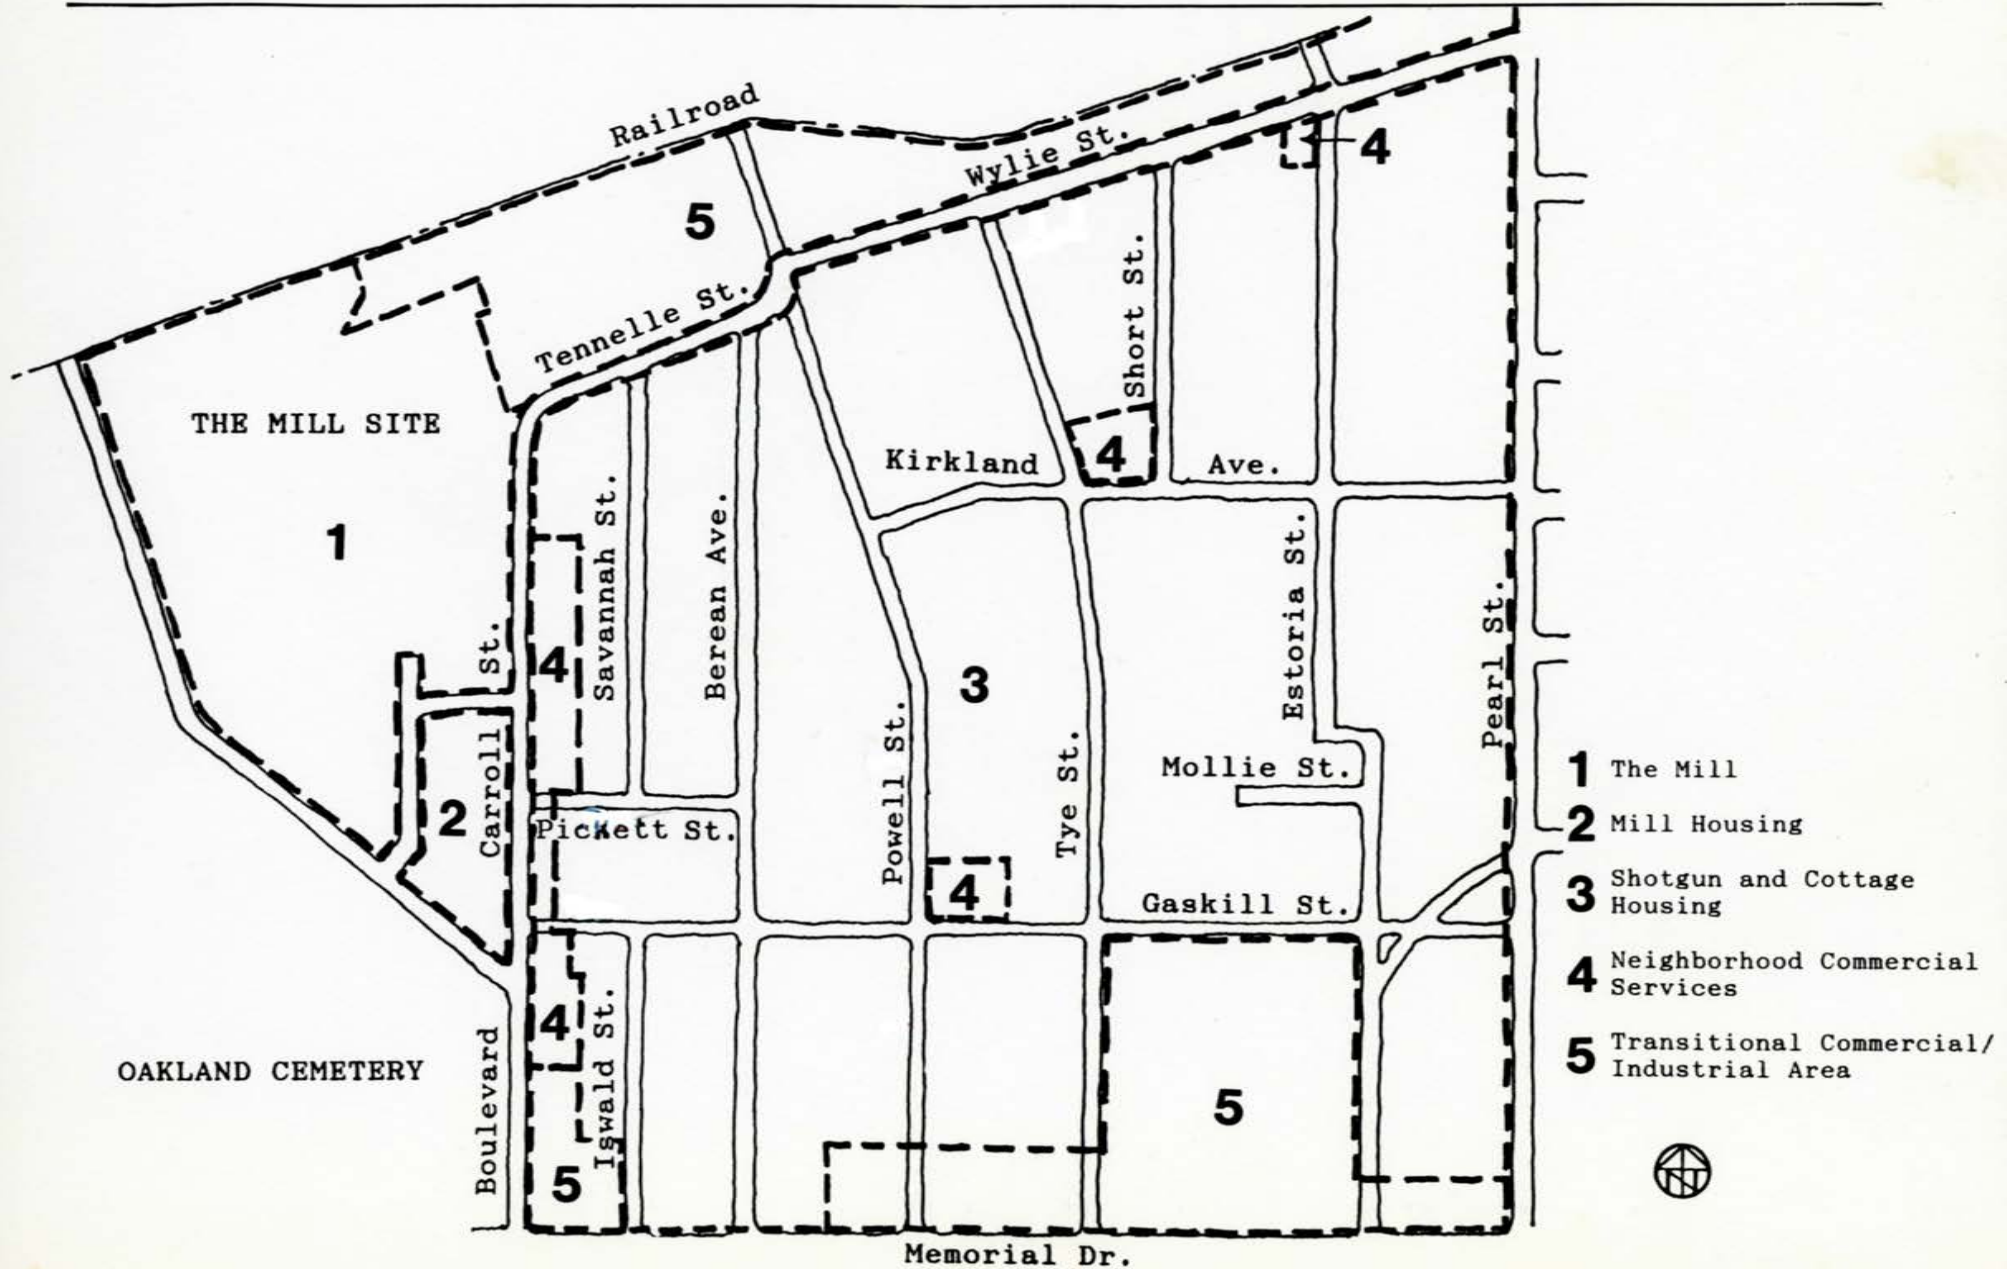 Railroad
Wylie St.
4
5
Tennelle St.
Short St.
THE MILL SITE
Kirkland
4
Ave.
1
Savannah St.
Berean Ave.
Estoria St.
Pearl St.
4
3
Carroll St.
Powell St.
Tye St.
Mollie St.
2
Pickett St.
4
Gaskill St.
4
Iswald St.
Boulevard
OAKLAND CEMETERY
5
5
Memorial Dr.
1 The Mill
2 Mill Housing
3 Shotgun and Cottage
Housing
4 Neighborhood Commercial
Services
5 Transitional Commercial/
Industrial Area
N